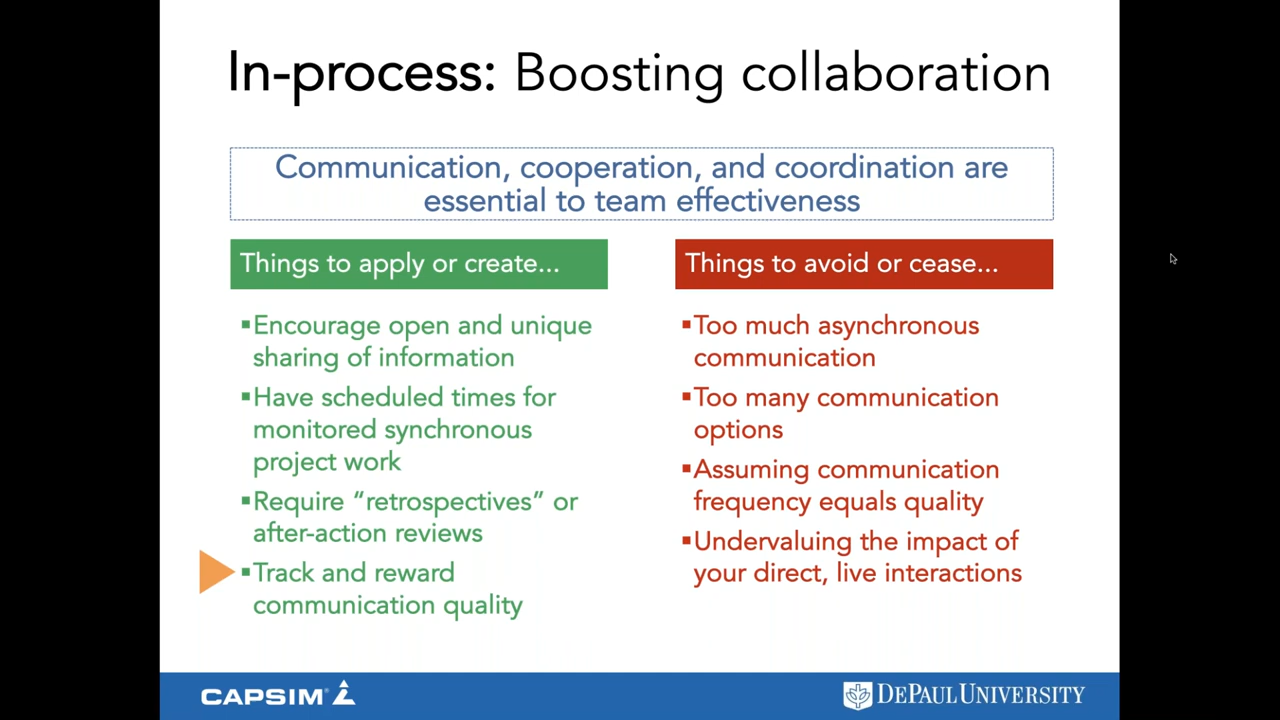 In-process: Boosting collaboration
Communication, cooperation, and coordination are
essential to team effectiveness
Things to apply or create...
▪Encourage open and unique
sharing of information
▪Have scheduled times for
monitored synchronous
project work
▪Require “retrospectives” or
after-action reviews
▪Track and reward
communication quality
Things to avoid or cease...
▪Too much asynchronous
communication
▪Too many communication
options
▪Assuming communication
frequency equals quality
▪Undervaluing the impact of
your direct, live interactions
CAPSIM®
DEPAUL UNIVERSITY